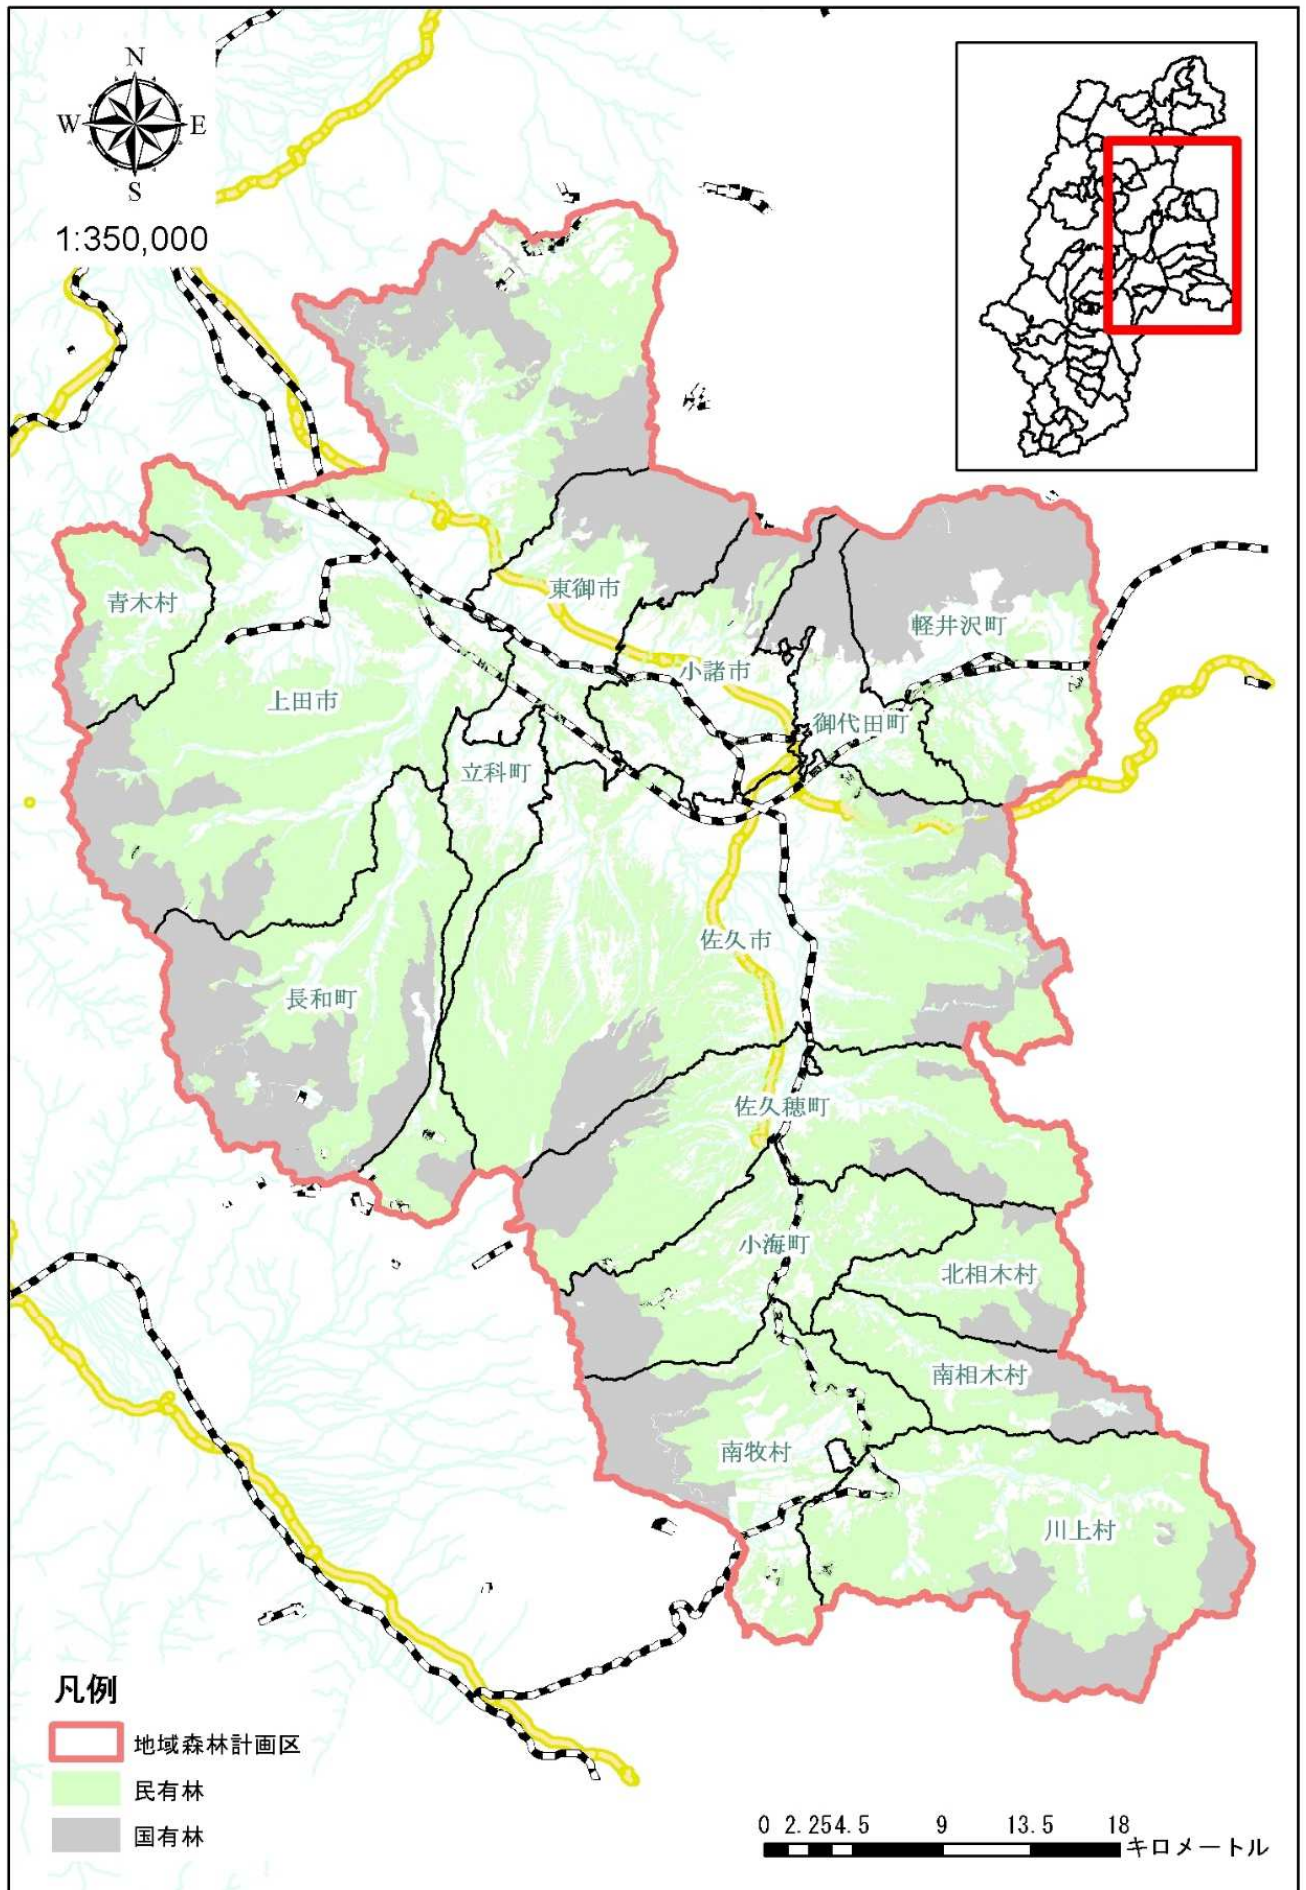 N
W E
S
1:350,000
東御市
青木村
軽井沢町
小諸市
上田市
御代田町
立科町
佐久市
長和町
佐久穂町
小海町
北相木村
南相木村
南牧村
川上村
凡例
地域森林計画区
民有林
国有林
0 2.25 4.5 9 13.5 18
キロメートル